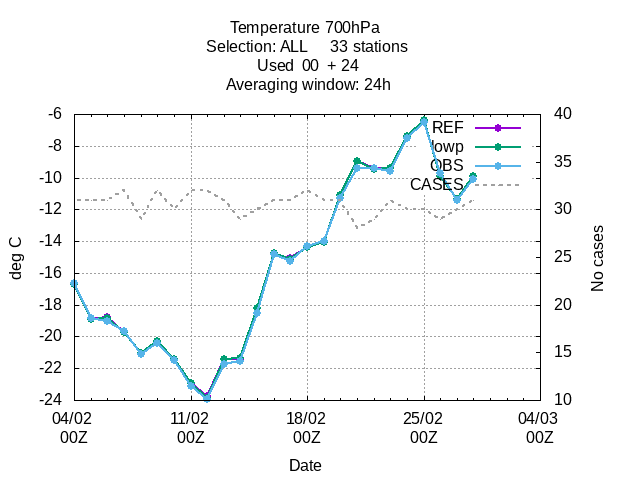 Temperature 700hPa
Selection: ALL     33 stations
Used  00  + 24
Averaging window: 24h
-6
-8
-10
-12
-14
-16
-18
-20
-22
-24
40
35
30
25
20
15
10
REF
lowp
OBS
CASES
deg C
No cases
04/02 11/02 18/02 25/02 04/03
00Z 00Z 00Z 00Z 00Z
Date